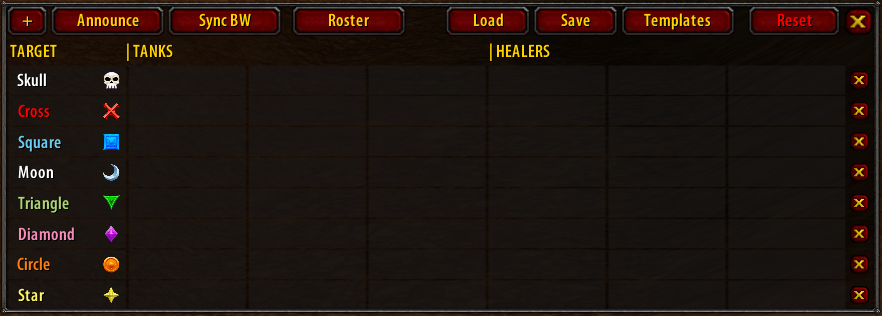 + Announce Sync BW Roster Load Save Templates Reset X
TARGET | TANKS | HEALERS
Skull
Cross
Square
Moon
Triangle
Diamond
Circle
Star